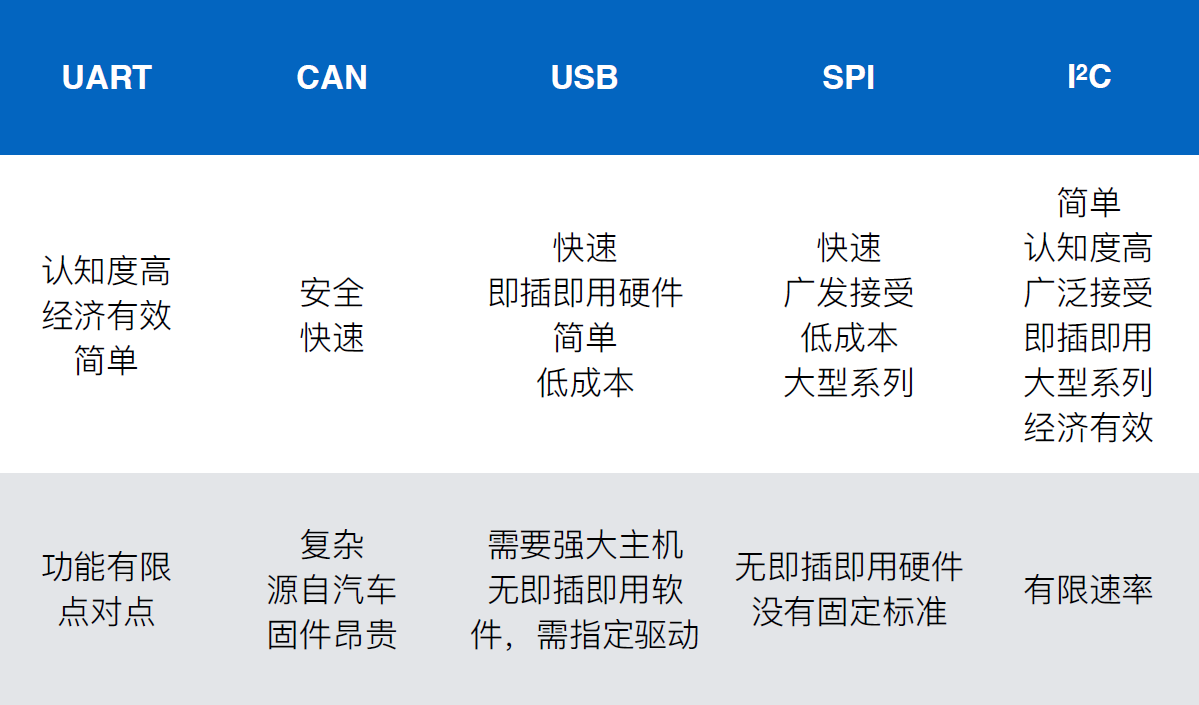 UART CAN USB SPI I²C
认知度高
经济有效
简单
安全
快速
快速
即插即用硬件
简单
低成本
快速
广发接受
低成本
大型系列
简单
认知度高
广泛接受
即插即用
大型系列
经济有效
功能有限
点对点
复杂
源自汽车
固件昂贵
需要强大主机
无即插即用软
件，需指定驱动
无即插即用硬件
没有固定标准
有限速率